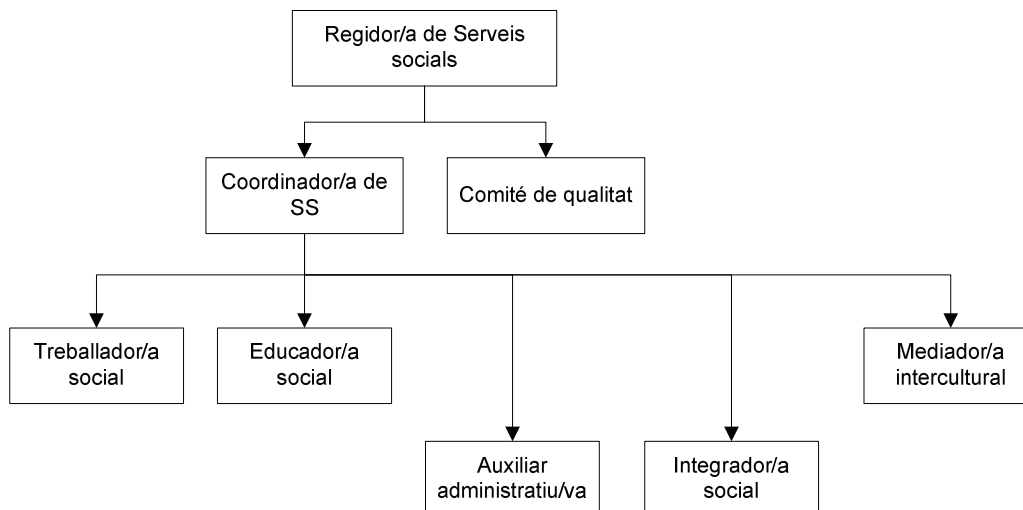 Regidor/a de Serveis
socials
Coordinador/a de
SS
Comité de qualitat
Treballador/a
social
Educador/a
social
Mediador/a
intercultural
Auxiliar
administratiu/va
Integrador/a
social